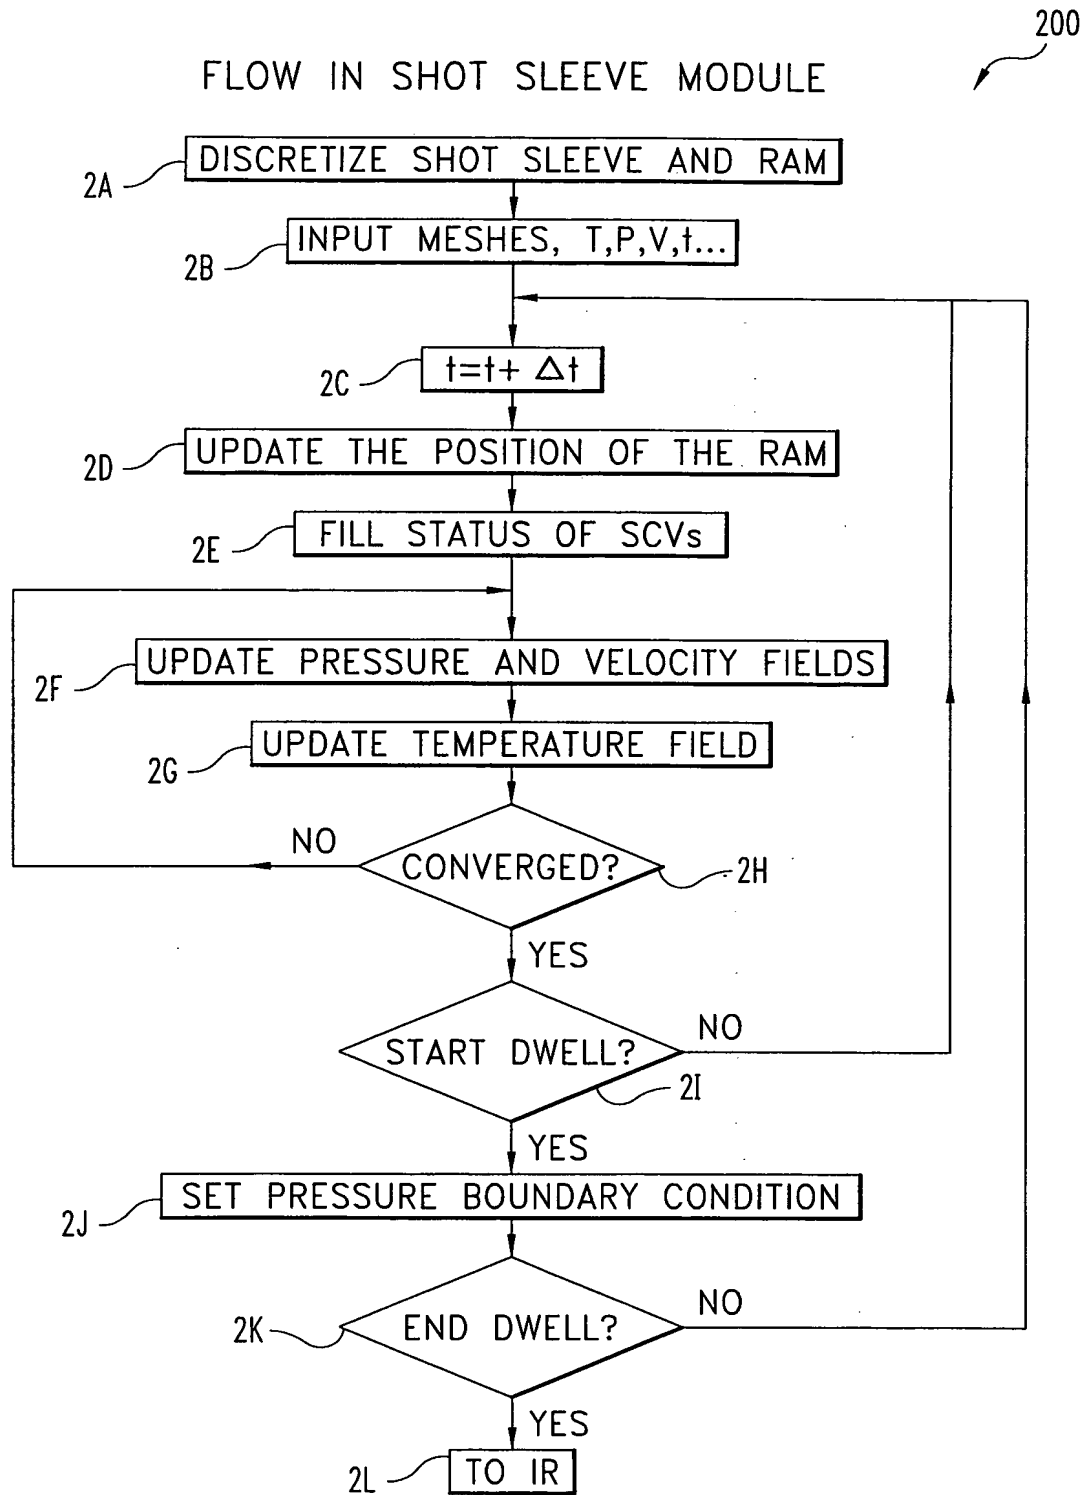 200
FLOW IN SHOT SLEEVE MODULE
DISCRETIZE SHOT SLEEVE AND RAM
2A
INPUT MESHES, T,P,V,t...
2B
t=t+ Δt
2C
UPDATE THE POSITION OF THE RAM
2D
FILL STATUS OF SCVs
2E
UPDATE PRESSURE AND VELOCITY FIELDS
2F
UPDATE TEMPERATURE FIELD
2G
NO
CONVERGED?
2H
YES
START DWELL?
NO
2I
YES
SET PRESSURE BOUNDARY CONDITION
2J
NO
END DWELL?
2K
YES
TO IR
2L